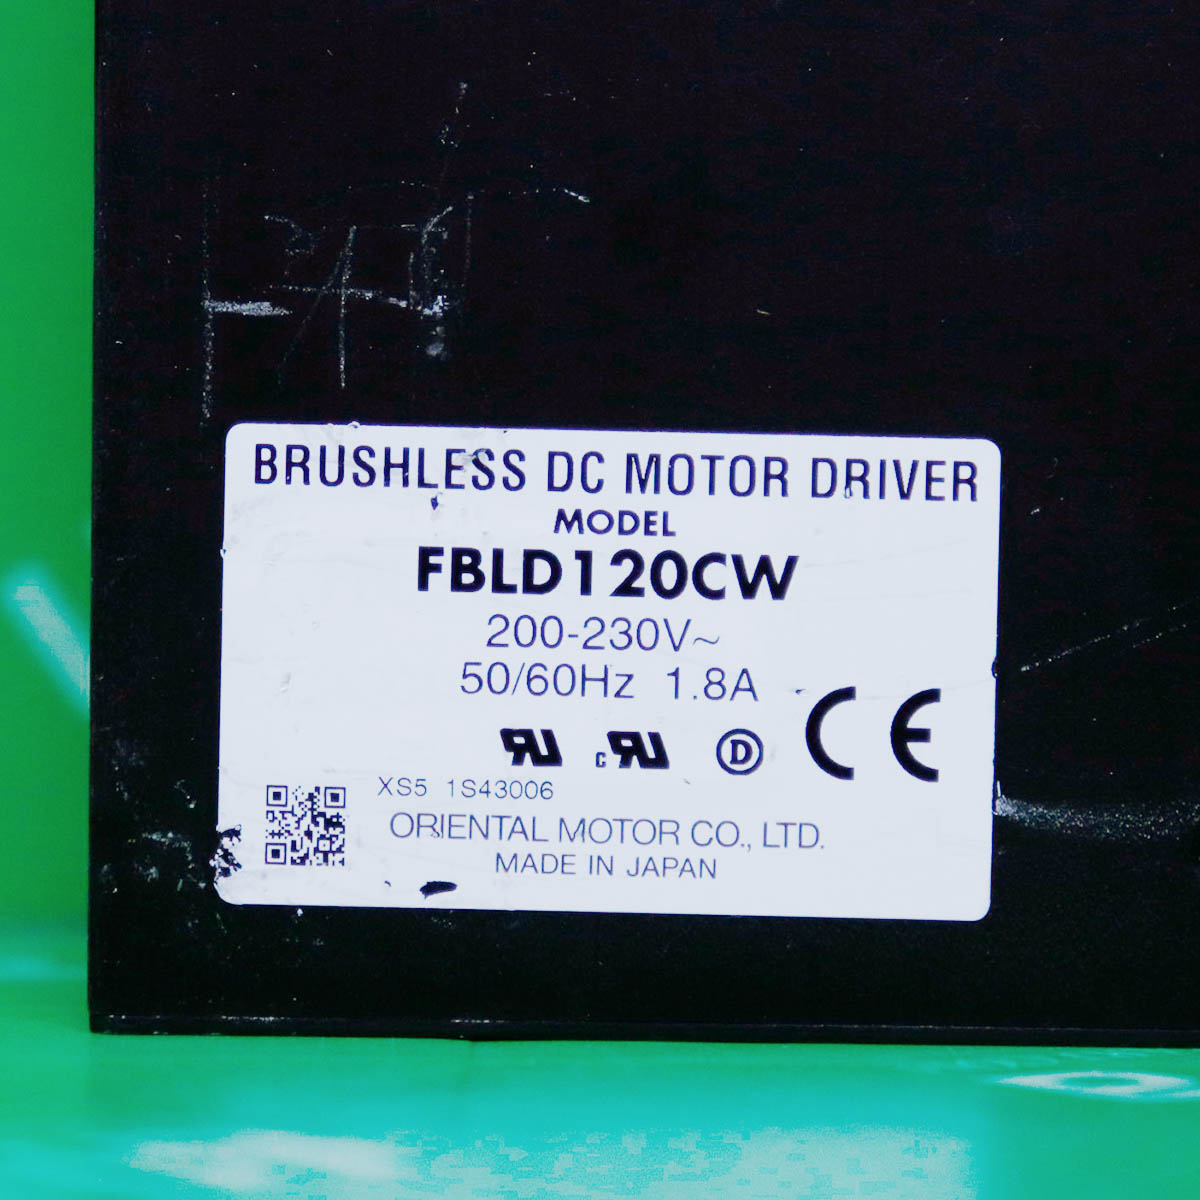 BRUSHLESS DC MOTOR DRIVER
MODEL
FBLD120CW
200-230V~
50/60Hz 1.8A
D CE
XS5 1S43006
ORIENTAL MOTOR CO., LTD.
MADE IN JAPAN